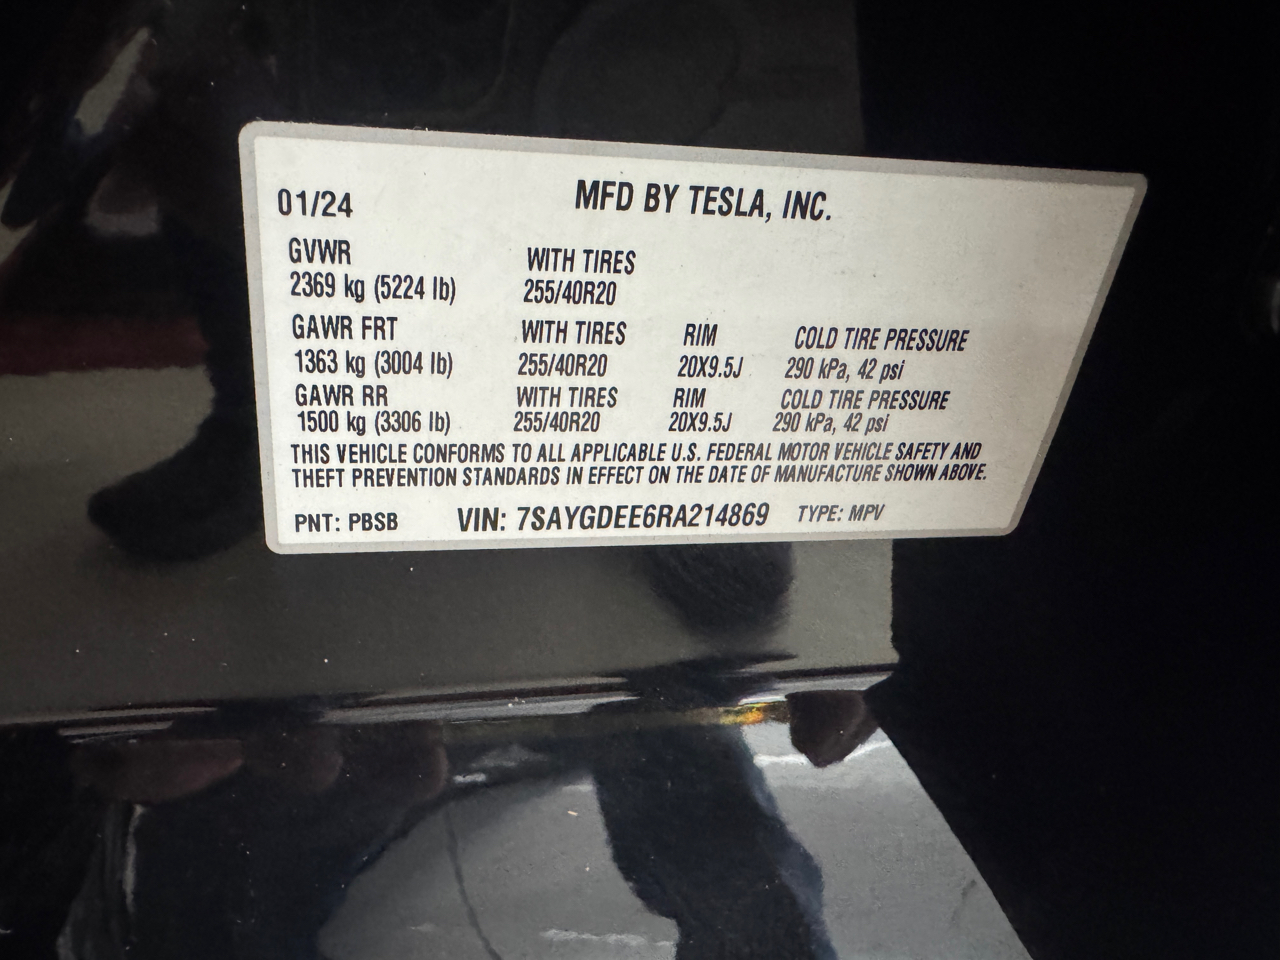 01/24 MFD BY TESLA, INC.
GVWR WITH TIRES
2369 kg (5224 lb) 255/40R20
GAWR FRT WITH TIRES RIM COLD TIRE PRESSURE
1363 kg (3004 lb) 255/40R20 20X9.5J 290 kPa, 42 psi
GAWR RR WITH TIRES RIM COLD TIRE PRESSURE
1500 kg (3306 lb) 255/40R20 20X9.5J 290 kPa, 42 psi
THIS VEHICLE CONFORMS TO ALL APPLICABLE U.S. FEDERAL MOTOR VEHICLE SAFETY AND
THEFT PREVENTION STANDARDS IN EFFECT ON THE DATE OF MANUFACTURE SHOWN ABOVE.
PNT: PBSB VIN: 7SAYGDEE6RA214869 TYPE: MPV